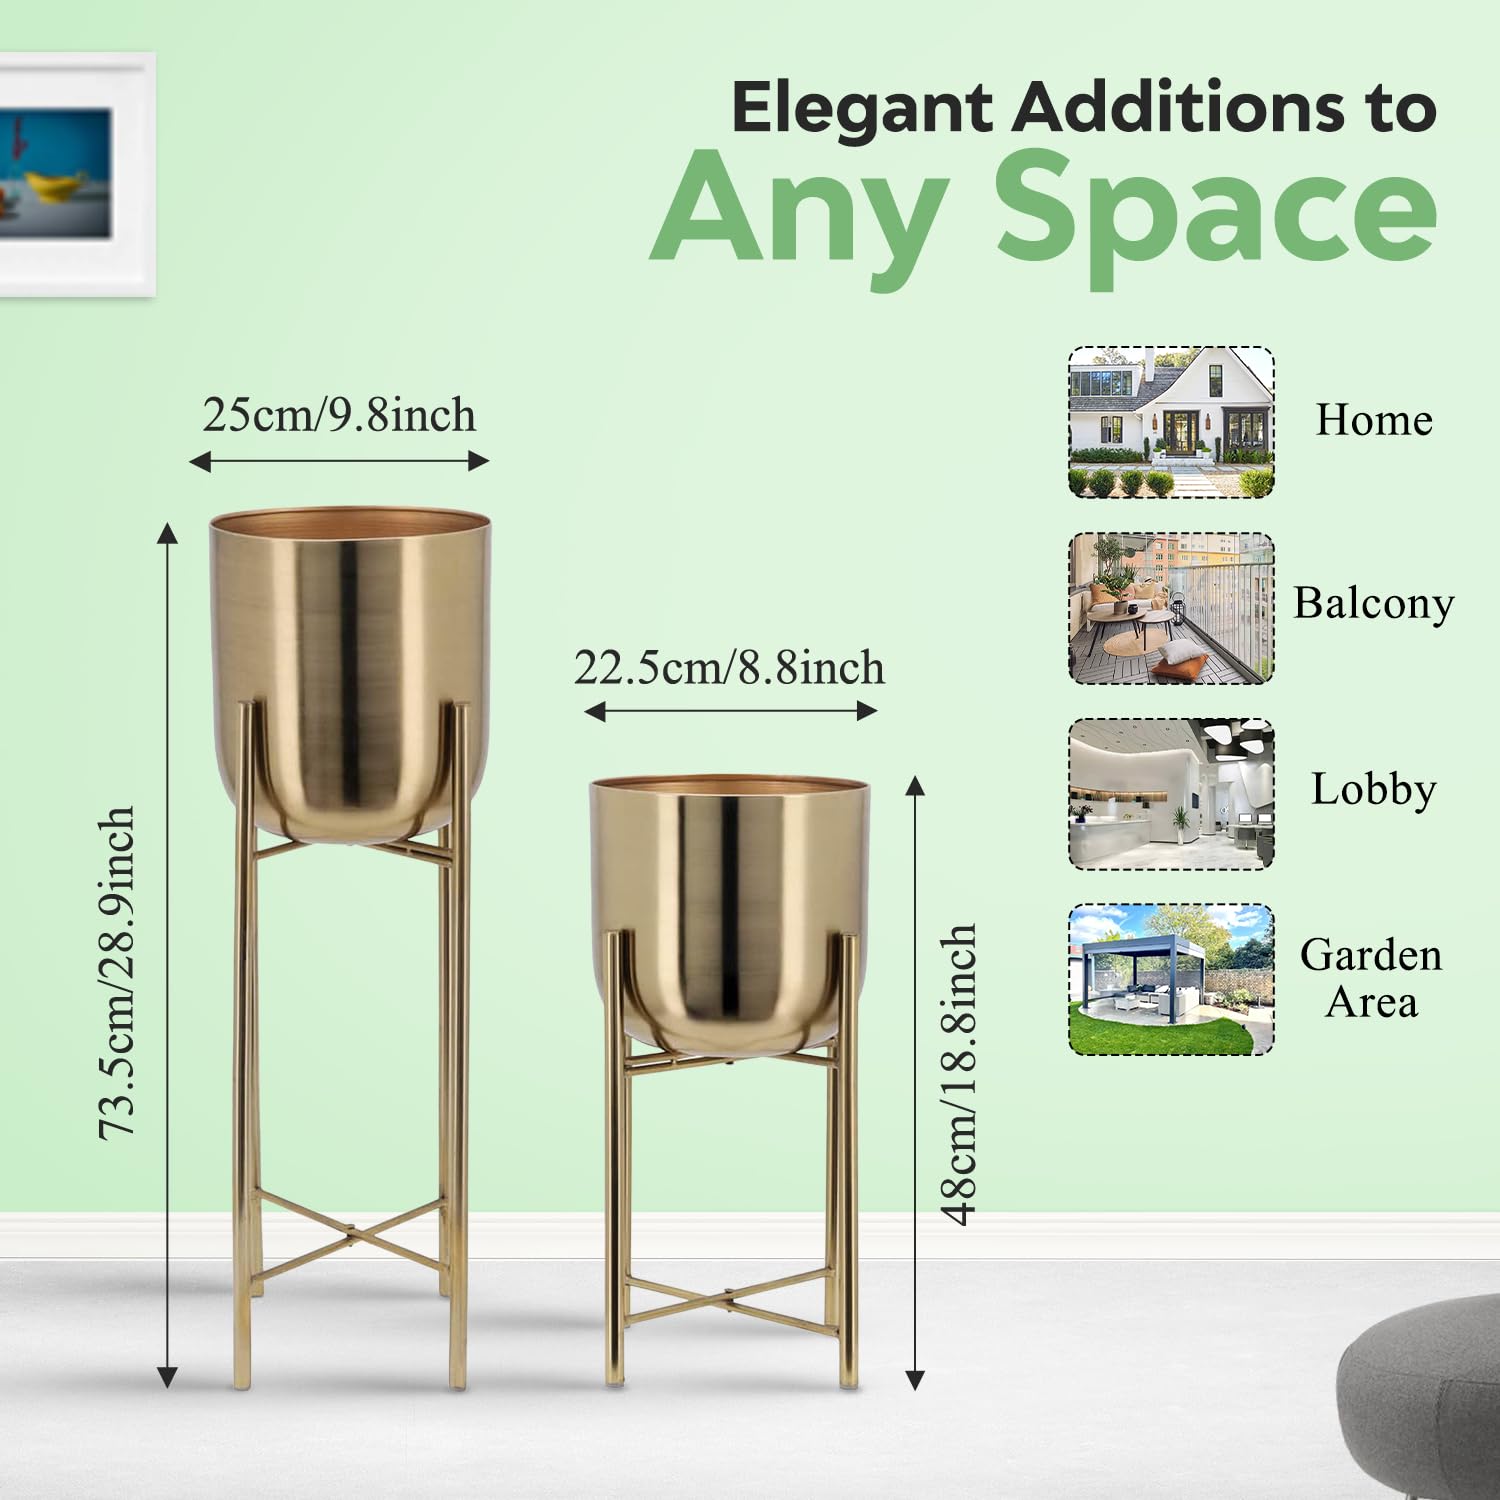 Elegant Additions to
Any Space
25cm/9.8inch
73.5cm/28.9inch
22.5cm/8.8inch
48cm/18.8inch
Home
Balcony
Lobby
Garden
Area